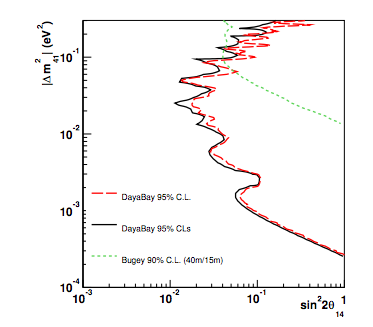 |Δm²₄₁| (eV²)
10⁻¹
10⁻²
10⁻³
10⁻⁴
DayaBay 95% C.L.
DayaBay 95% CLs
Bugey 90% C.L. (40m/15m)
10⁻³ 10⁻² 10⁻¹ 1
sin²2θ₁₄